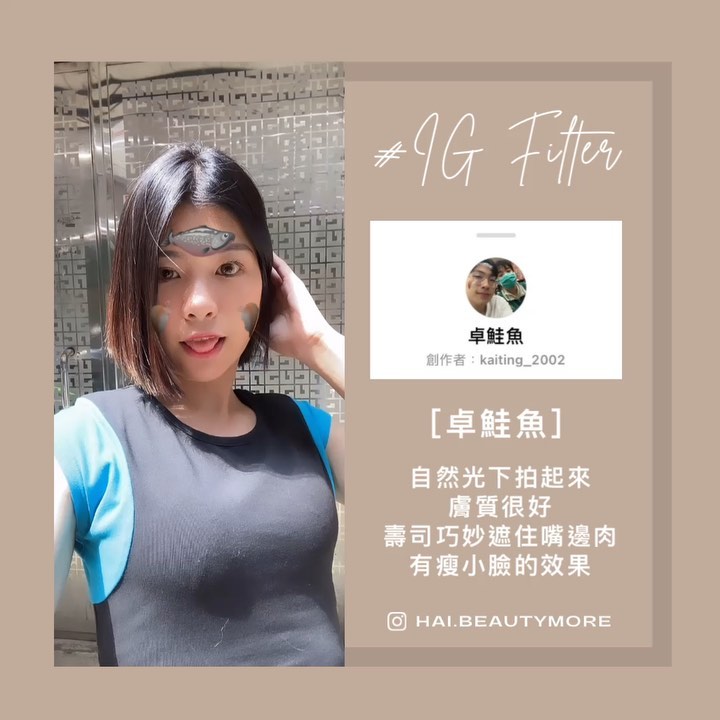 #IG Filter
卓鮭魚
創作者：kaiting_2002
[卓鮭魚]
自然光下拍起來
膚質很好
壽司巧妙遮住嘴邊肉
有瘦小臉的效果
HAI.BEAUTYMORE